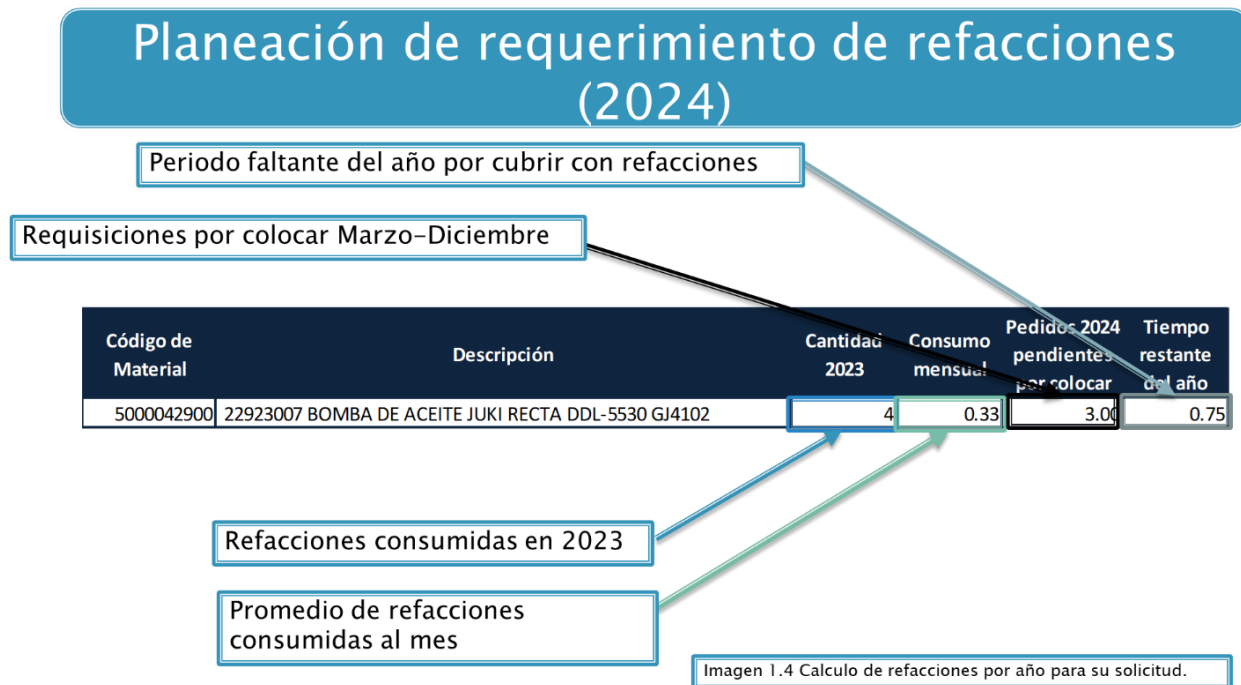 Planeación de requerimiento de refacciones
(2024)
Periodo faltante del año por cubrir con refacciones
Requisiciones por colocar Marzo-Diciembre
Código de
Material
Descripción
Cantidad
2023
Consumo
mensual
Pedidos 2024
pendientes
por colocar
Tiempo
restante
del año
5000042900 22923007 BOMBA DE ACEITE JUKI RECTA DDL-5530 GJ4102 4 0.33 3.00 0.75
Refacciones consumidas en 2023
Promedio de refacciones
consumidas al mes
Imagen 1.4 Calculo de refacciones por año para su solicitud.